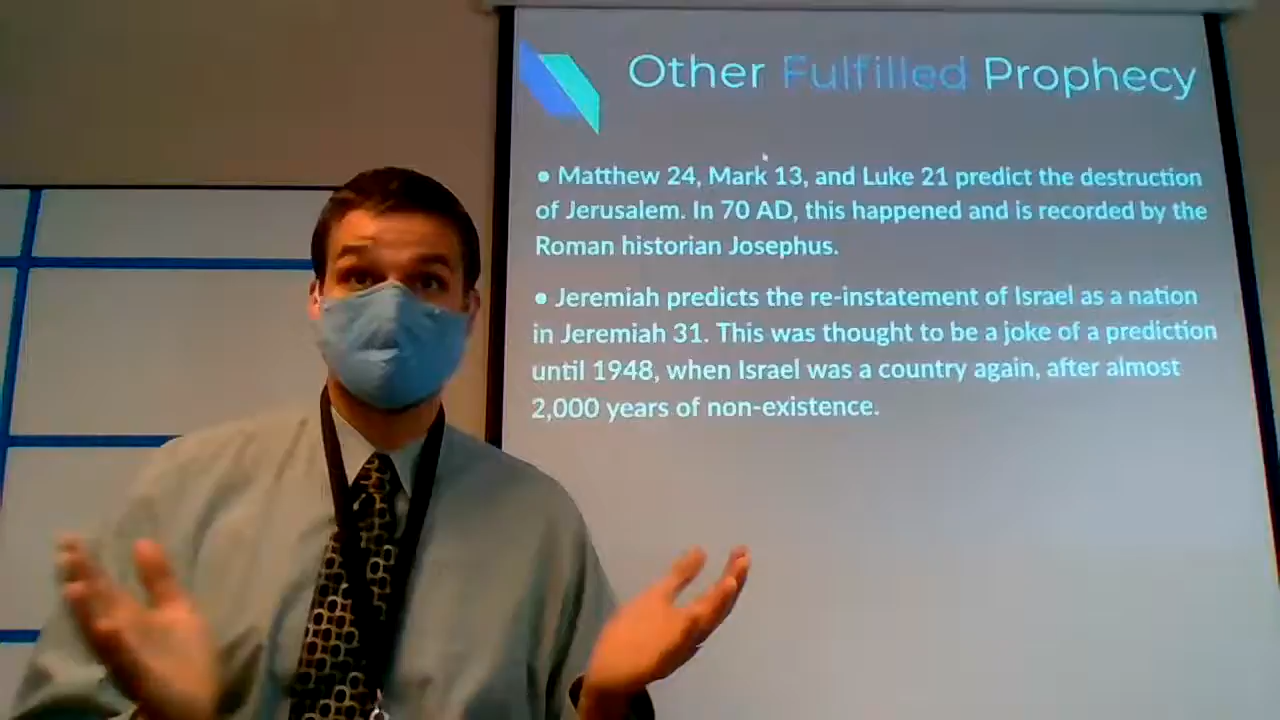 Other Fulfilled Prophecy
● Matthew 24, Mark 13, and Luke 21 predict the destruction
of Jerusalem. In 70 AD, this happened and is recorded by the
Roman historian Josephus.
● Jeremiah predicts the re-instatement of Israel as a nation
in Jeremiah 31. This was thought to be a joke of a prediction
until 1948, when Israel was a country again, after almost
2,000 years of non-existence.